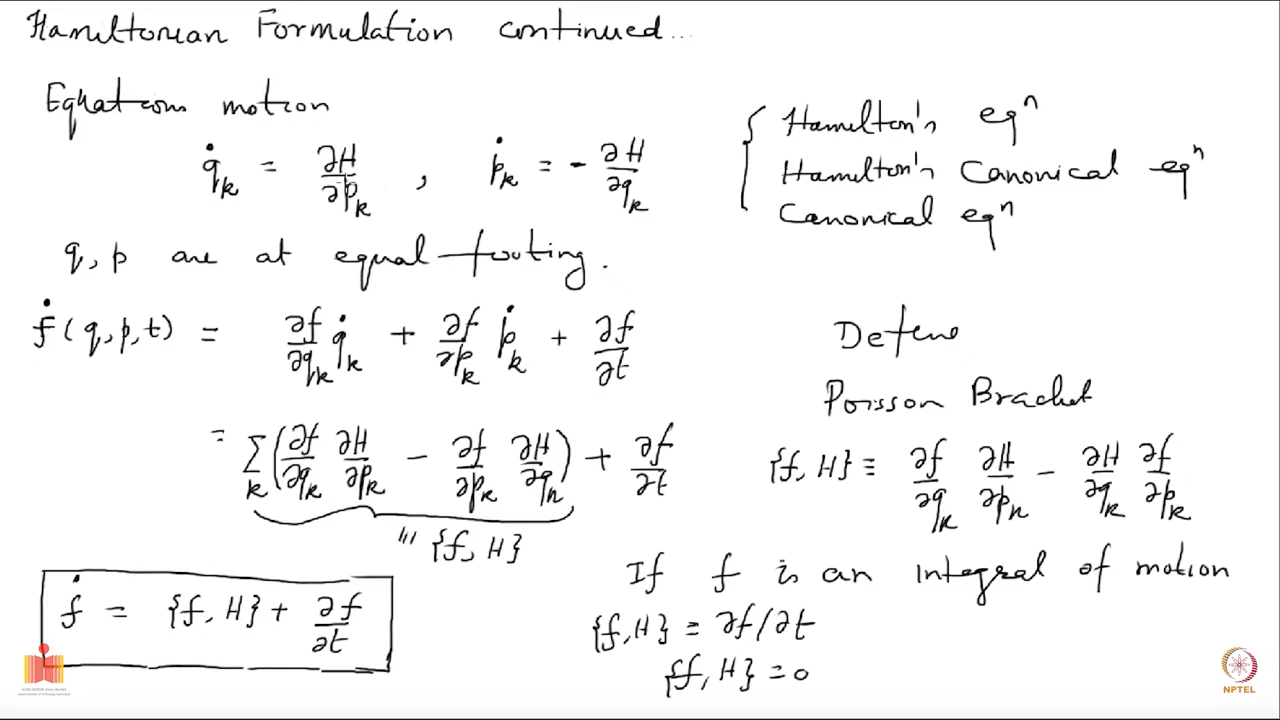 Hamiltonian Formulation continued...
Equations motion
q̇_k = ∂H/∂p_k , ṗ_k = - ∂H/∂q_k
{ Hamilton's eqⁿ
Hamilton's Canonical eqⁿ
Canonical eqⁿ
q, p are at equal footing.
ḟ(q,p,t) = ∂f/∂q_k q̇_k + ∂f/∂p_k ṗ_k + ∂f/∂t
= Σ_k (∂f/∂q_k ∂H/∂p_k - ∂f/∂p_k ∂H/∂q_k) + ∂f/∂t
≡ {f, H}
ḟ = {f, H} + ∂f/∂t
Define
Poisson Bracket
{f, H} ≡ ∂f/∂q_k ∂H/∂p_k - ∂H/∂q_k ∂f/∂p_k
If f is an integral of motion
{f,H} = ∂f/∂t
{f, H} = 0
NPTEL